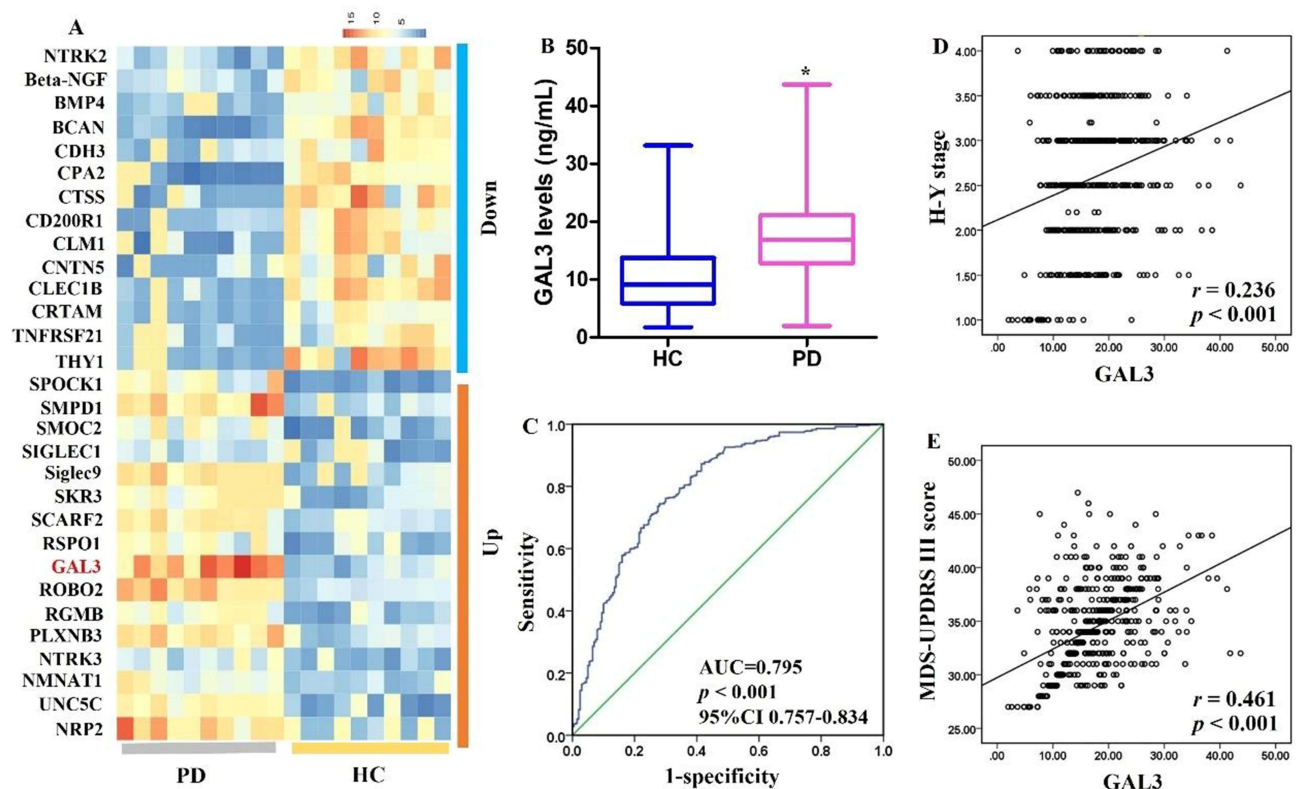 A
15
10
5
NTRK2
Beta-NGF
BMP4
BCAN
CDH3
CPA2
CTSS
CD200R1
CLM1
CNTN5
CLEC1B
CRTAM
TNFRSF21
THY1
SPOCK1
SMPD1
SMOC2
SIGLEC1
Siglec9
SKR3
SCARF2
RSPO1
GAL3
ROBO2
RGMB
PLXNB3
NTRK3
NMNAT1
UNC5C
NRP2
Down
Up
PD
HC
B
GAL3 levels (ng/mL)
50
40
30
20
10
0
*
HC
PD
C
Sensitivity
1.0
0.8
0.6
0.4
0.2
0.0
AUC=0.795
p < 0.001
95%CI 0.757-0.834
0.0 0.2 0.4 0.6 0.8 1.0
1-specificity
D
H-Y stage
4.00
3.50
3.00
2.50
2.00
1.50
1.00
r = 0.236
p < 0.001
.00 10.00 20.00 30.00 40.00 50.00
GAL3
E
MDS-UPDRS III score
50.00
45.00
40.00
35.00
30.00
25.00
r = 0.461
p < 0.001
.00 10.00 20.00 30.00 40.00 50.00
GAL3